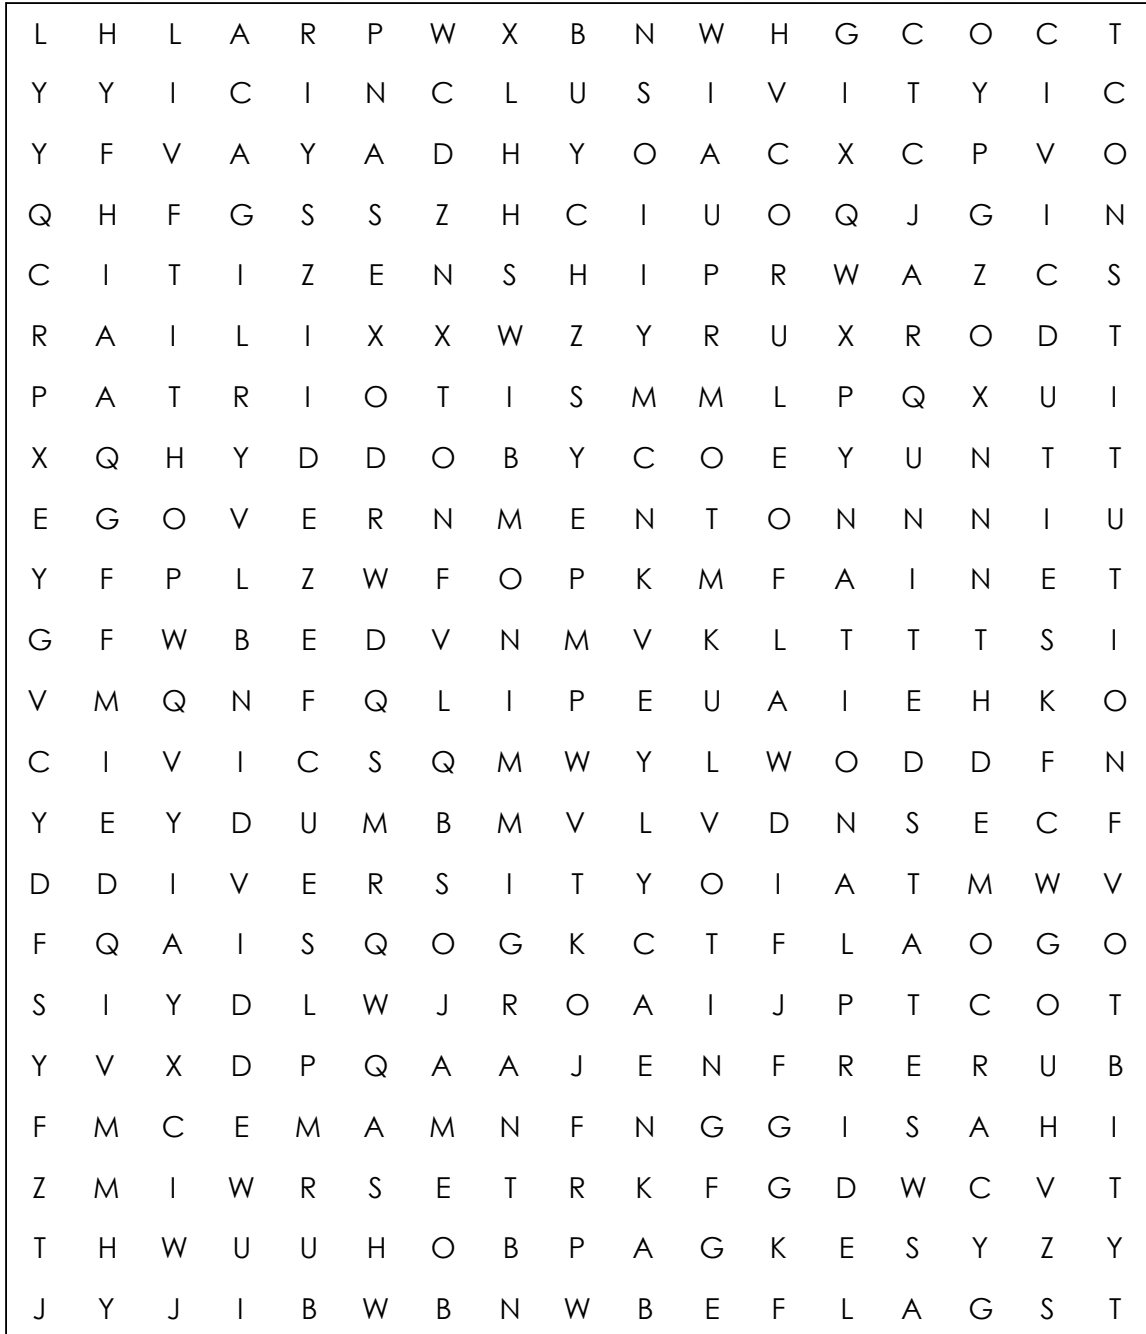 L H L A R P W X B N W H G C O C T
Y Y I C I N C L U S I V I T Y I C
Y F V A Y A D H Y O A C X C P V O
Q H F G S S Z H C I U O Q J G I N
C I T I Z E N S H I P R W A Z C S
R A I L I X X W Z Y R U X R O D T
P A T R I O T I S M M L P Q X U I
X Q H Y D D O B Y C O E Y U N T T
E G O V E R N M E N T O N N N I U
Y F P L Z W F O P K M F A I N E T
G F W B E D V N M V K L T T T S I
V M Q N F Q L I P E U A I E H K O
C I V I C S Q M W Y L W O D D F N
Y E Y D U M B M V L V D N S E C F
D D I V E R S I T Y O I A T M W V
F Q A I S Q O G K C T F L A O G O
S I Y D L W J R O A I J P T C O T
Y V X D P Q A A J E N F R E R U B
F M C E M A M N F N G G I S A H I
Z M I W R S E T R K F G D W C V T
T H W U U H O B P A G K E S Y Z Y
J Y J I B W B N W B E F L A G S T